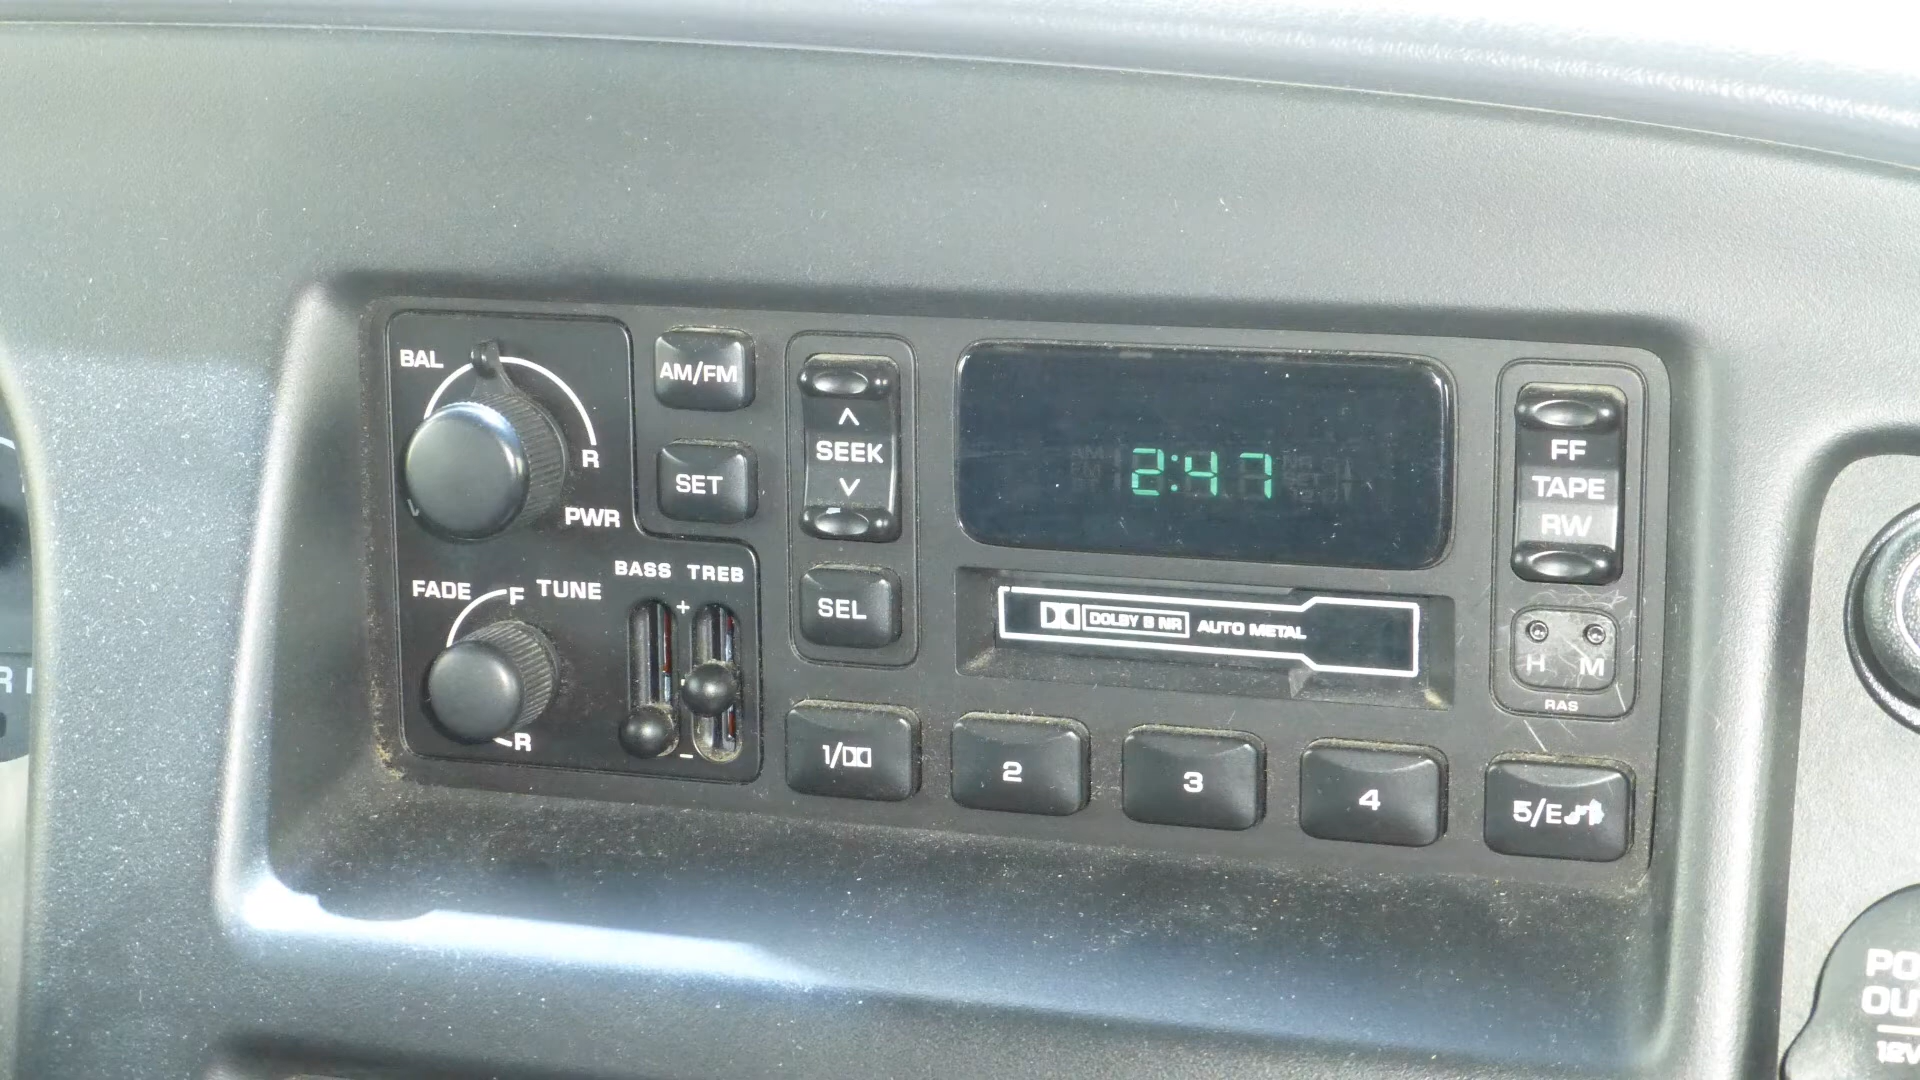 BAL
R
PWR
AM/FM
SET
SEEK
SEL
2:47
FF
TAPE
RW
H M
RAS
FADE F TUNE
R
BASS TREB
+
-
DOLBY B NR AUTO METAL
1/
2
3
4
5/E
12V